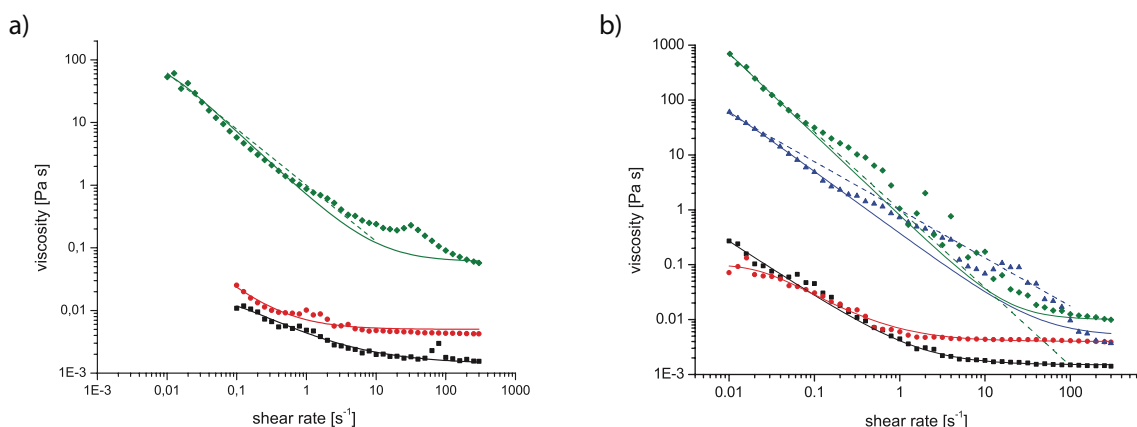 a)
100
10
1
0,1
0,01
1E-3
viscosity [Pa s]
1E-3 0,01 0,1 1 10 100 1000
shear rate [s-1]
b)
1000
100
10
1
0.1
0.01
1E-3
viscosity [Pa s]
0.01 0.1 1 10 100
shear rate [s-1]